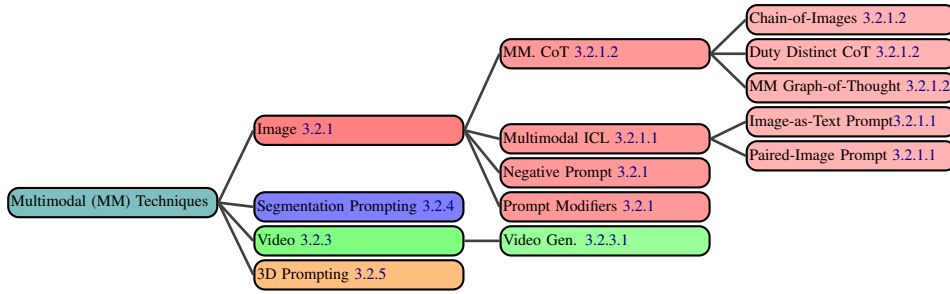 Chain-of-Images 3.2.1.2
MM. CoT 3.2.1.2
Duty Distinct CoT 3.2.1.2
MM Graph-of-Thought 3.2.1.2
Image 3.2.1
Image-as-Text Prompt3.2.1.1
Multimodal ICL 3.2.1.1
Paired-Image Prompt 3.2.1.1
Negative Prompt 3.2.1
Multimodal (MM) Techniques
Segmentation Prompting 3.2.4
Prompt Modifiers 3.2.1
Video 3.2.3
Video Gen. 3.2.3.1
3D Prompting 3.2.5